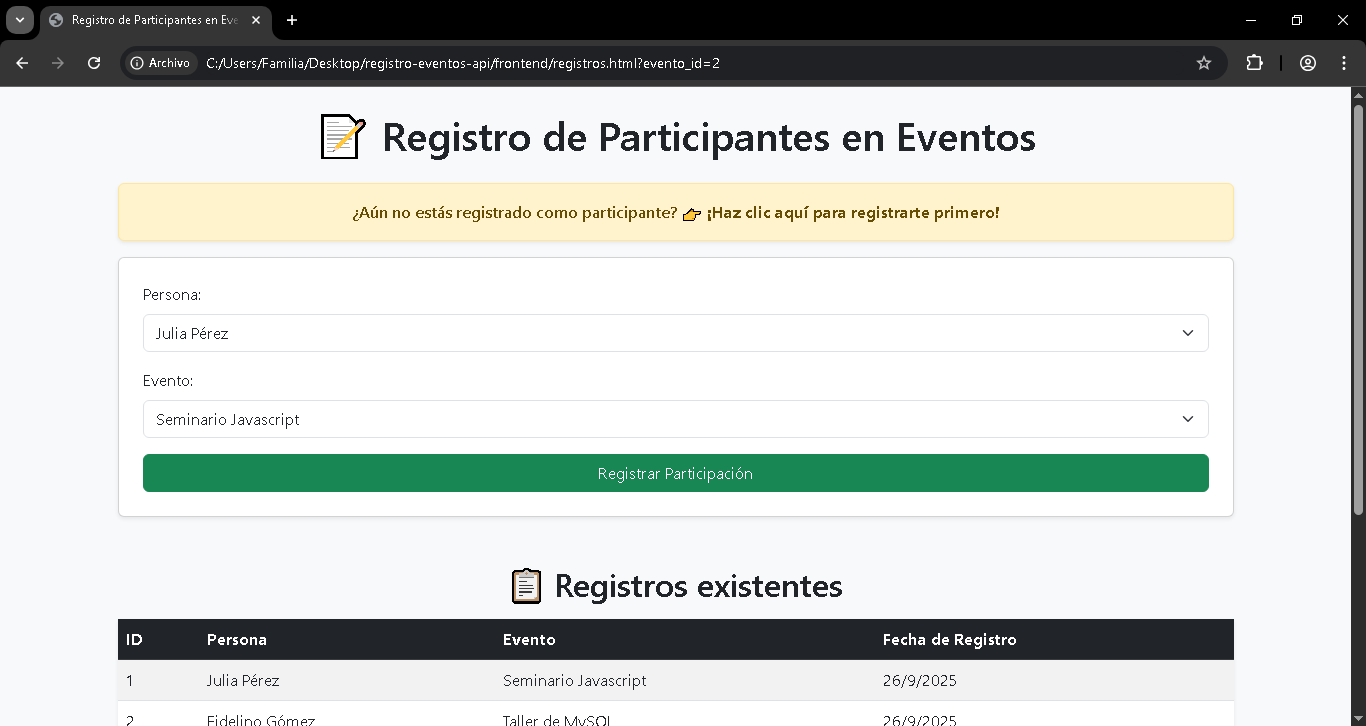 Registro de Participantes en Eve
Archivo C:/Users/Familia/Desktop/registro-eventos-api/frontend/registros.html?evento_id=2
Registro de Participantes en Eventos
¿Aún no estás registrado como participante? 👉 ¡Haz clic aquí para registrarte primero!
Persona:
Julia Pérez
Evento:
Seminario Javascript
Registrar Participación
Registros existentes
ID Persona Evento Fecha de Registro
1 Julia Pérez Seminario Javascript 26/9/2025
2 Fidelino Gómez Taller de MySQL 26/9/2025